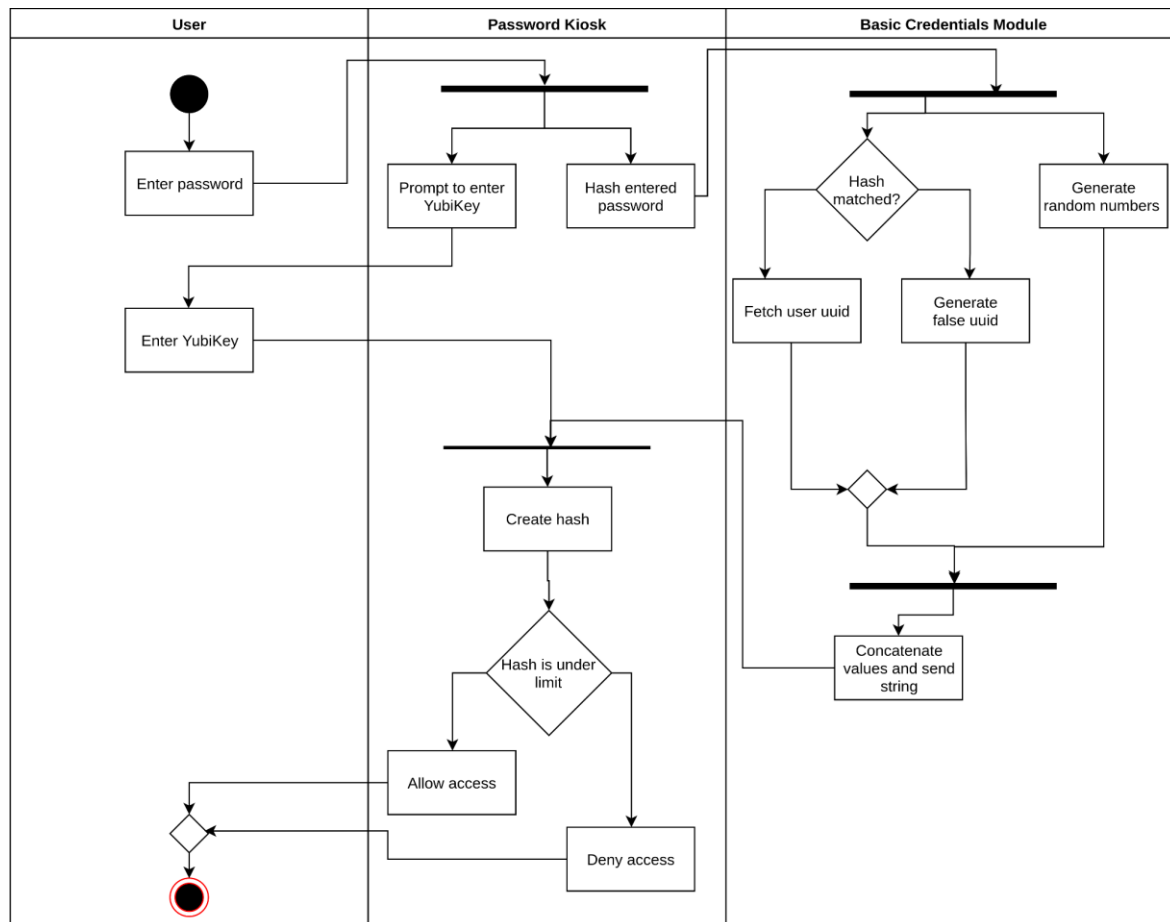 User
Password Kiosk
Basic Credentials Module
Enter password
Prompt to enter
YubiKey
Hash entered
password
Hash
matched?
Generate
random numbers
Enter YubiKey
Fetch user uuid
Generate
false uuid
Create hash
Hash is under
limit
Concatenate
values and send
string
Allow access
Deny access